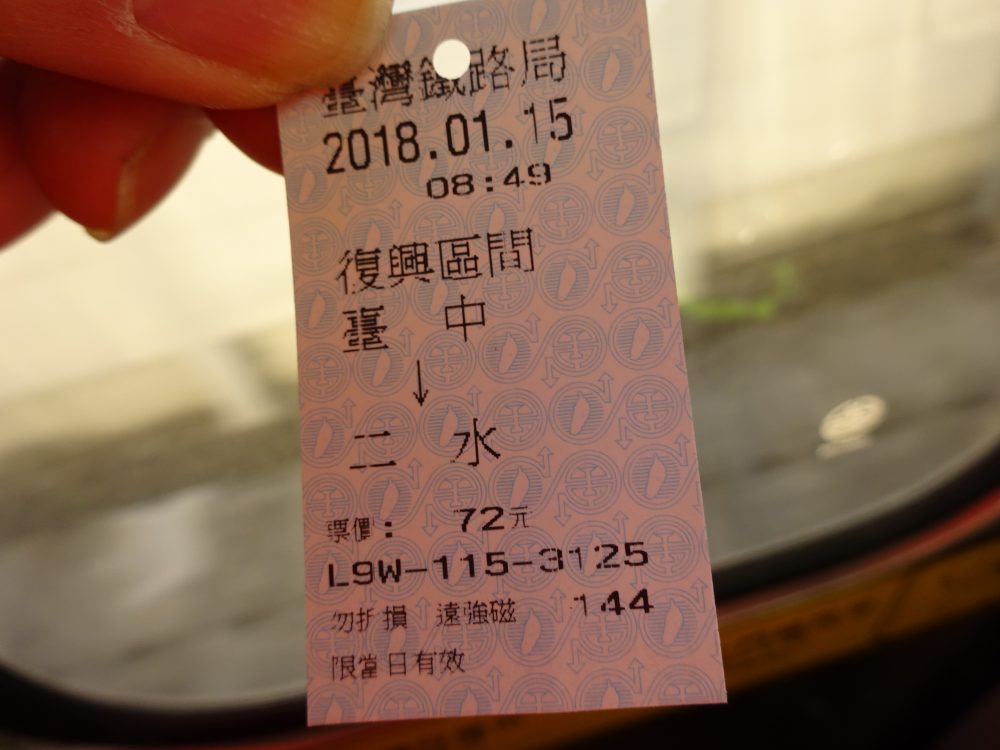 臺灣鐵路局
2018.01.15
08:49
復興區間
臺 中
↓
二 水
票價： 72元
L9W-115-3125
勿折損 遠強磁 144
限當日有效